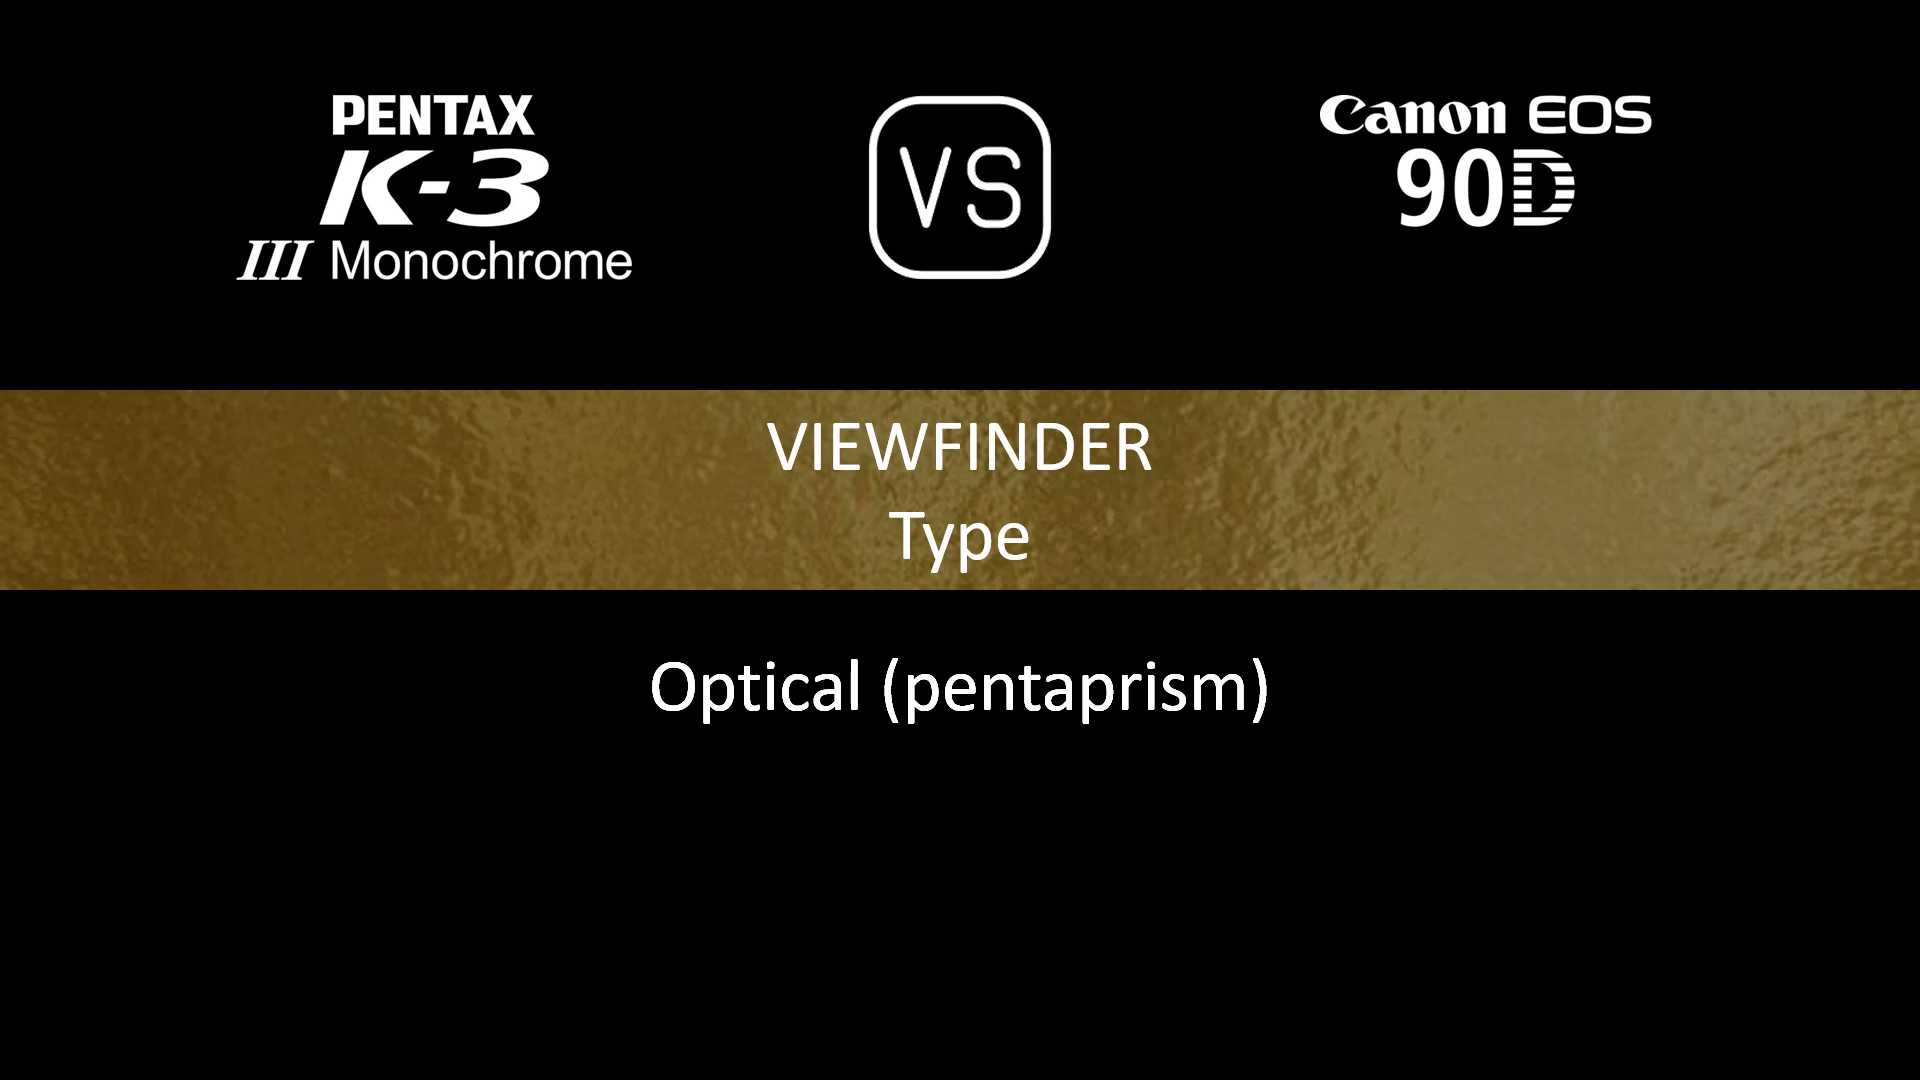 PENTAX
K-3
III Monochrome
VS
Canon EOS
90D
VIEWFINDER
Type
Optical (pentaprism)